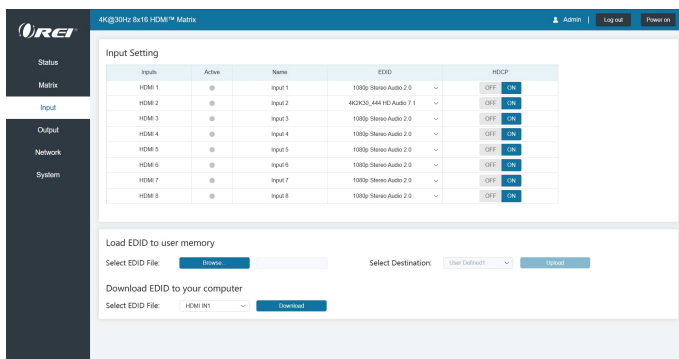 OREI
4K@30Hz 8x16 HDMI™ Matrix
Admin | Log out Power on
Status
Matrix
Input
Output
Network
System
Input Setting
Inputs Active Name EDID HDCP
HDMI 1 Input 1 1080p Stereo Audio 2.0 OFF ON
HDMI 2 Input 2 4K2K30_444 HD Audio 7.1 OFF ON
HDMI 3 Input 3 1080p Stereo Audio 2.0 OFF ON
HDMI 4 Input 4 1080p Stereo Audio 2.0 OFF ON
HDMI 5 Input 5 1080p Stereo Audio 2.0 OFF ON
HDMI 6 Input 6 1080p Stereo Audio 2.0 OFF ON
HDMI 7 Input 7 1080p Stereo Audio 2.0 OFF ON
HDMI 8 Input 8 1080p Stereo Audio 2.0 OFF ON
Load EDID to user memory
Select EDID File: Browse... Select Destination: User Defined1 Upload
Download EDID to your computer
Select EDID File: HDMI IN1 Download